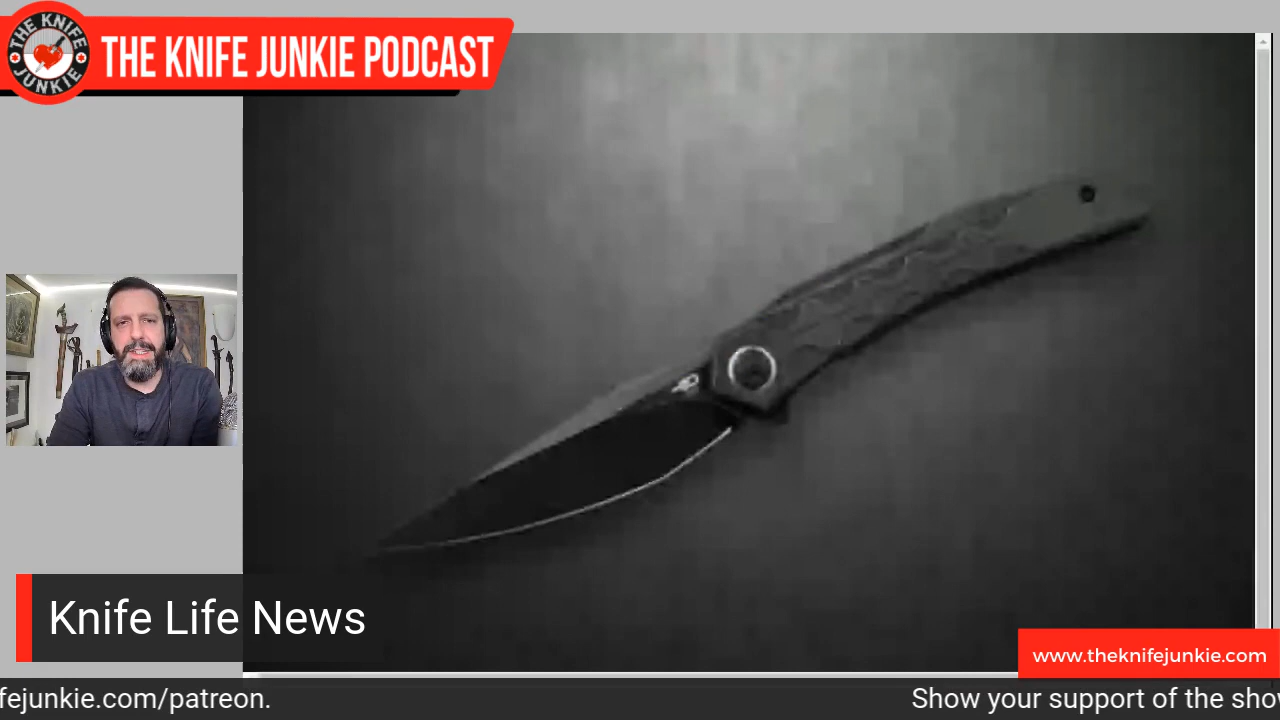 THE KNIFE
JUNKIE
THE KNIFE JUNKIE PODCAST
Knife Life News
www.theknifejunkie.com
fejunkie.com/patreon.
Show your support of the show